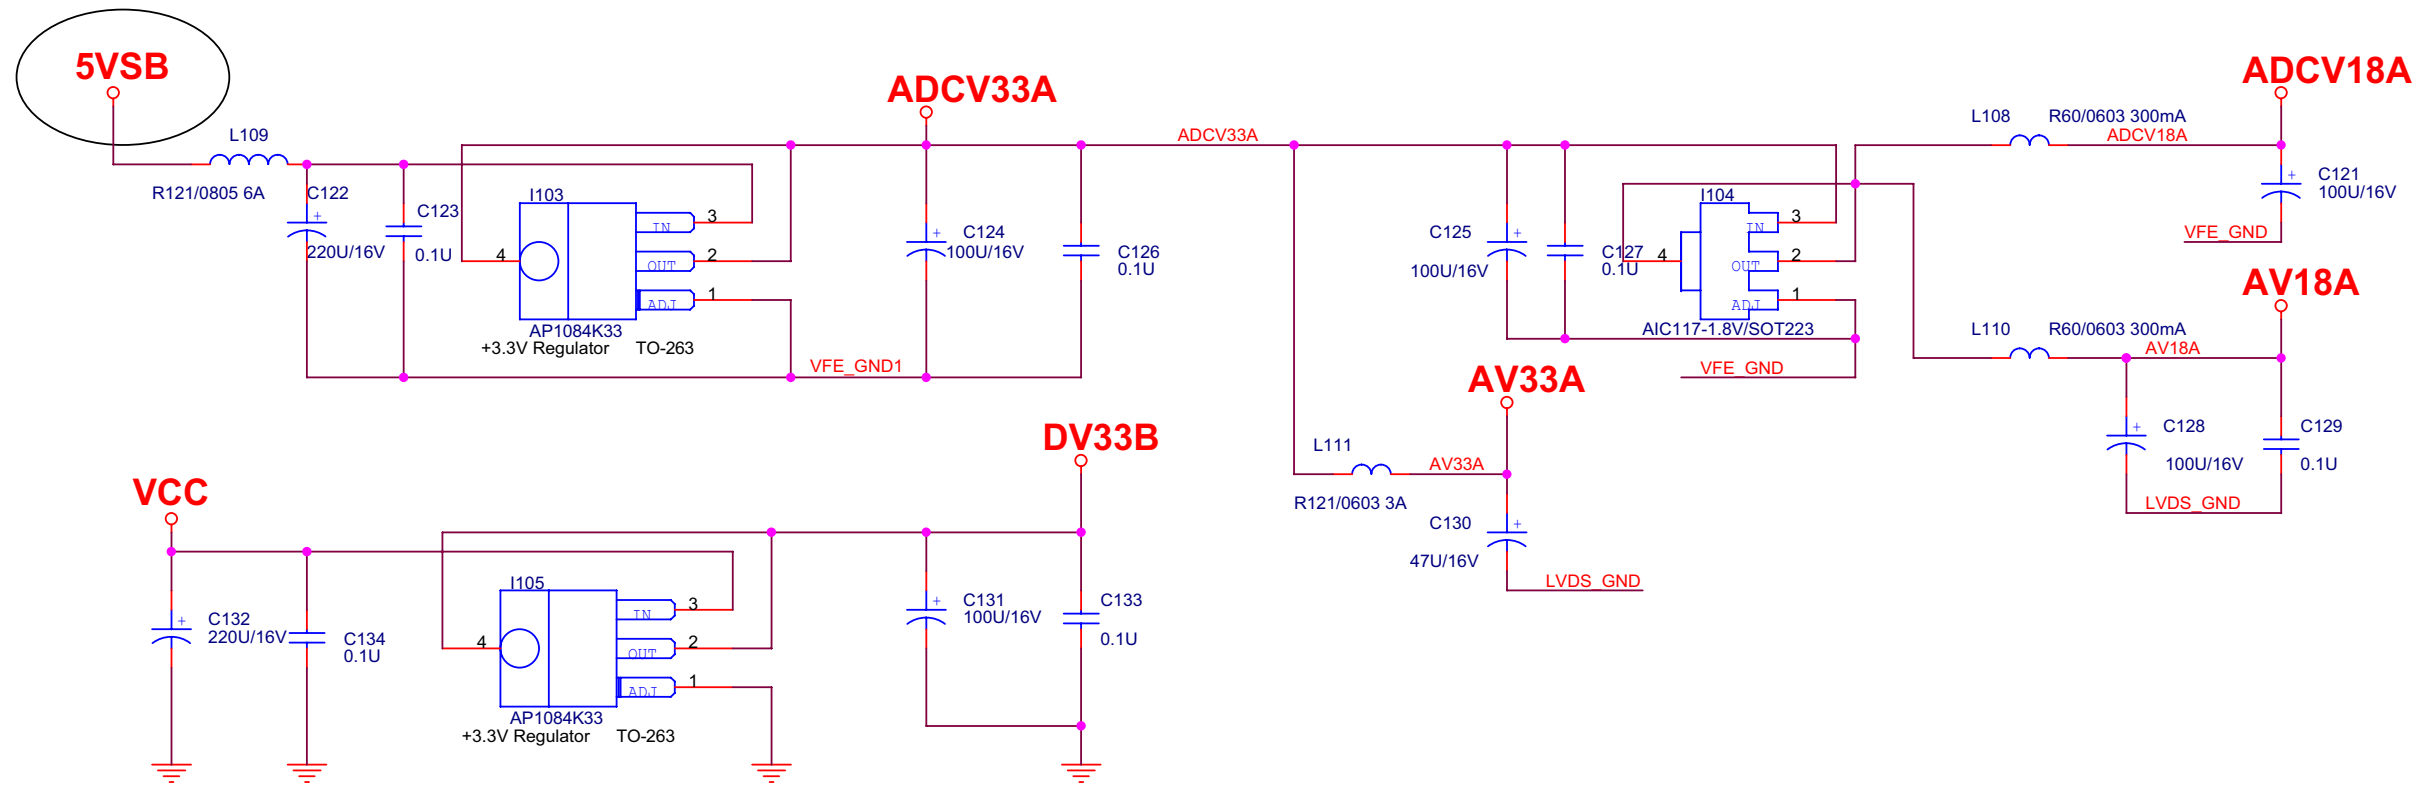 5VSB
L109
R121/0805 6A
C122
+
220U/16V
C123
0.1U
I103
4
IN
3
OUT
2
ADJ
1
AP1084K33
+3.3V Regulator
TO-263
VFE_GND1
ADCV33A
+
C124
100U/16V
C126
0.1U
ADCV33A
C125
+
100U/16V
C127
0.1U
I104
4
IN
3
OUT
2
ADJ
1
AIC117-1.8V/SOT223
VFE_GND
L108
R60/0603 300mA
ADCV18A
ADCV18A
+
C121
100U/16V
VFE_GND
AV18A
L110
R60/0603 300mA
AV18A
+
C128
100U/16V
C129
0.1U
LVDS_GND
AV33A
L111
AV33A
R121/0603 3A
C130
+
47U/16V
LVDS_GND
VCC
+
C132
220U/16V
C134
0.1U
I105
4
IN
3
OUT
2
ADJ
1
AP1084K33
+3.3V Regulator
TO-263
DV33B
+
C131
100U/16V
C133
0.1U